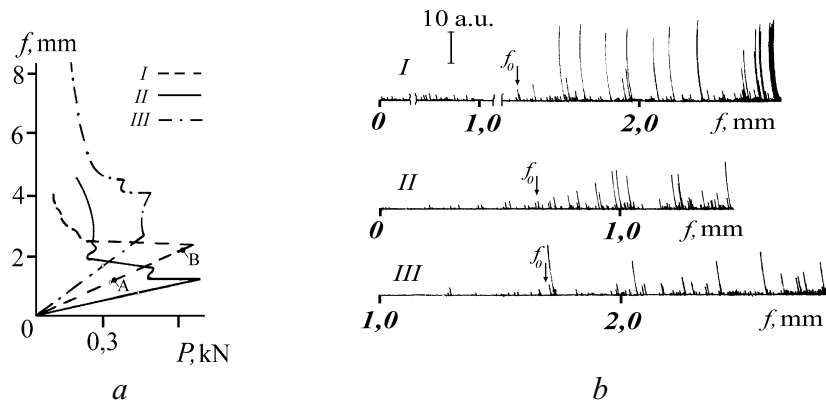 f, mm
8
6
4
2
0
I
II
III
A
B
0,3
P, kN
a
10 a.u.
I
f₀
0
1,0
2,0
f, mm
II
f₀
0
1,0
f, mm
III
f₀
1,0
2,0
f, mm
b